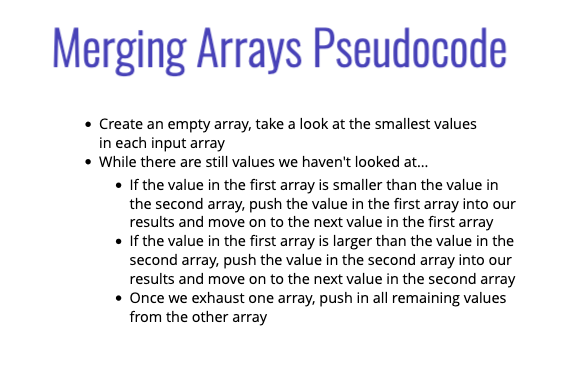 Merging Arrays Pseudocode
• Create an empty array, take a look at the smallest values
in each input array
• While there are still values we haven't looked at...
• If the value in the first array is smaller than the value in
the second array, push the value in the first array into our
results and move on to the next value in the first array
• If the value in the first array is larger than the value in the
second array, push the value in the second array into our
results and move on to the next value in the second array
• Once we exhaust one array, push in all remaining values
from the other array